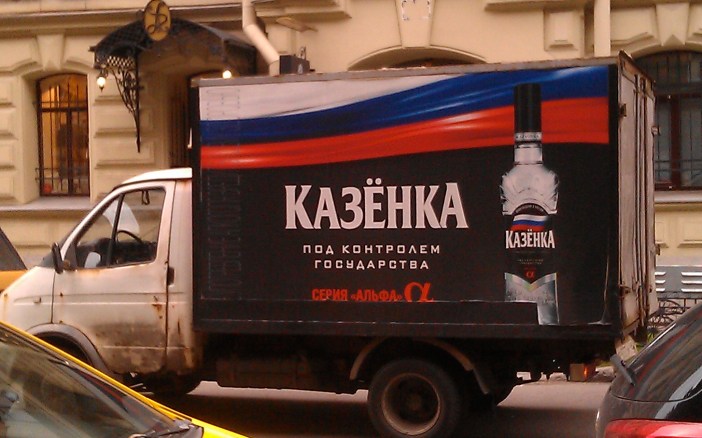 КАЗЁНКА
ПОД КОНТРОЛЕМ
ГОСУДАРСТВА
СЕРИЯ «АЛЬФА» α
КАЗЁНКА
α